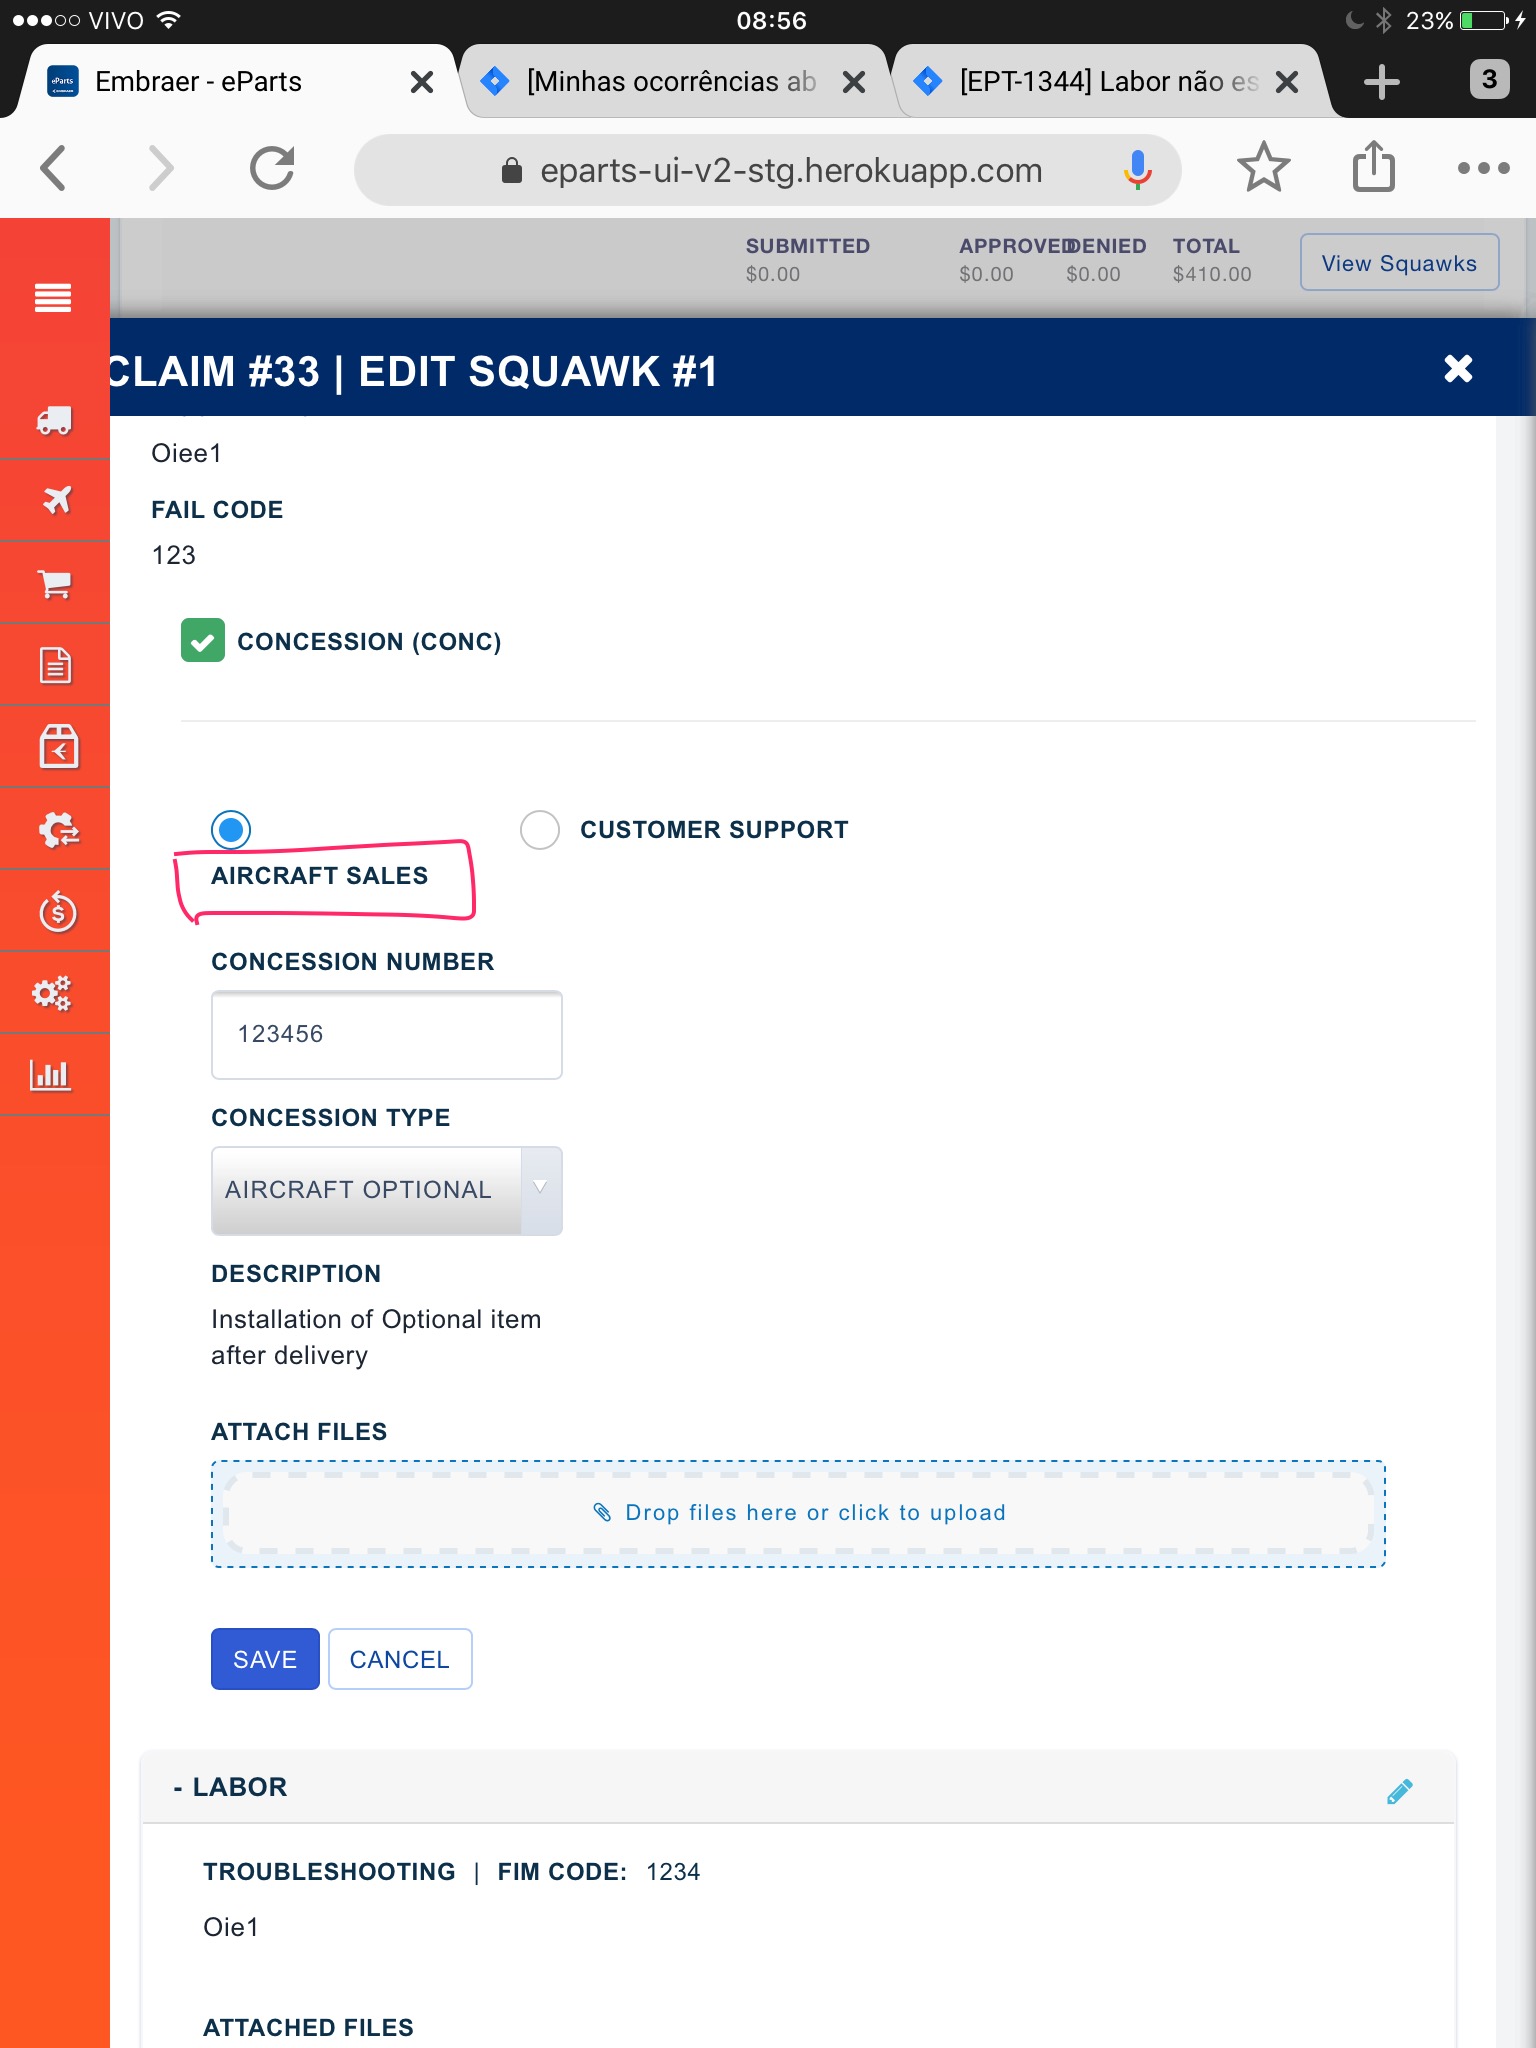 VIVO 08:56 23%
eParts Embraer - eParts [Minhas ocorrências ab [EPT-1344] Labor não es 3
eparts-ui-v2-stg.herokuapp.com
SUBMITTED APPROVED DENIED TOTAL
$0.00 $0.00 $0.00 $410.00
View Squawks
CLAIM #33 | EDIT SQUAWK #1
Oiee1
FAIL CODE
123
CONCESSION (CONC)
CUSTOMER SUPPORT
AIRCRAFT SALES
CONCESSION NUMBER
123456
CONCESSION TYPE
AIRCRAFT OPTIONAL
DESCRIPTION
Installation of Optional item
after delivery
ATTACH FILES
Drop files here or click to upload
SAVE CANCEL
- LABOR
TROUBLESHOOTING | FIM CODE: 1234
Oie1
ATTACHED FILES